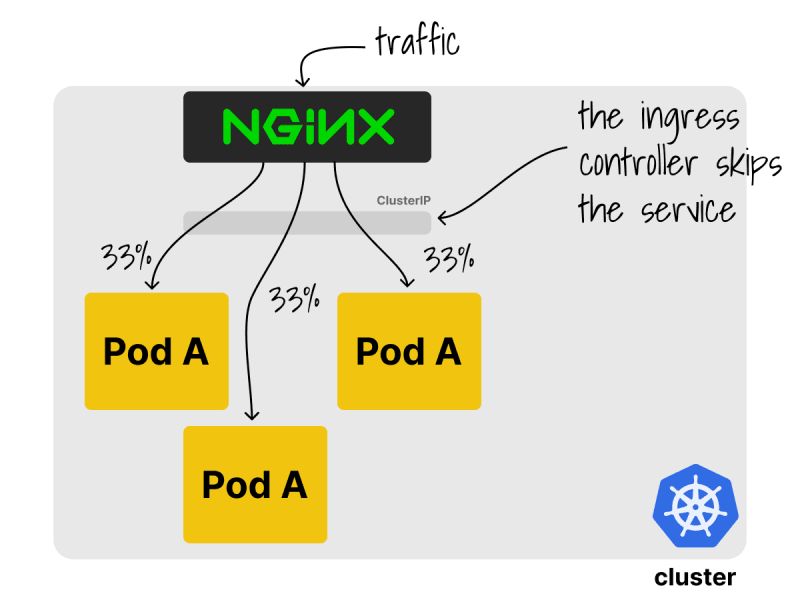 traffic
NGINX
the ingress
controller skips
the service
ClusterIP
33%
33%
33%
Pod A
Pod A
Pod A
cluster